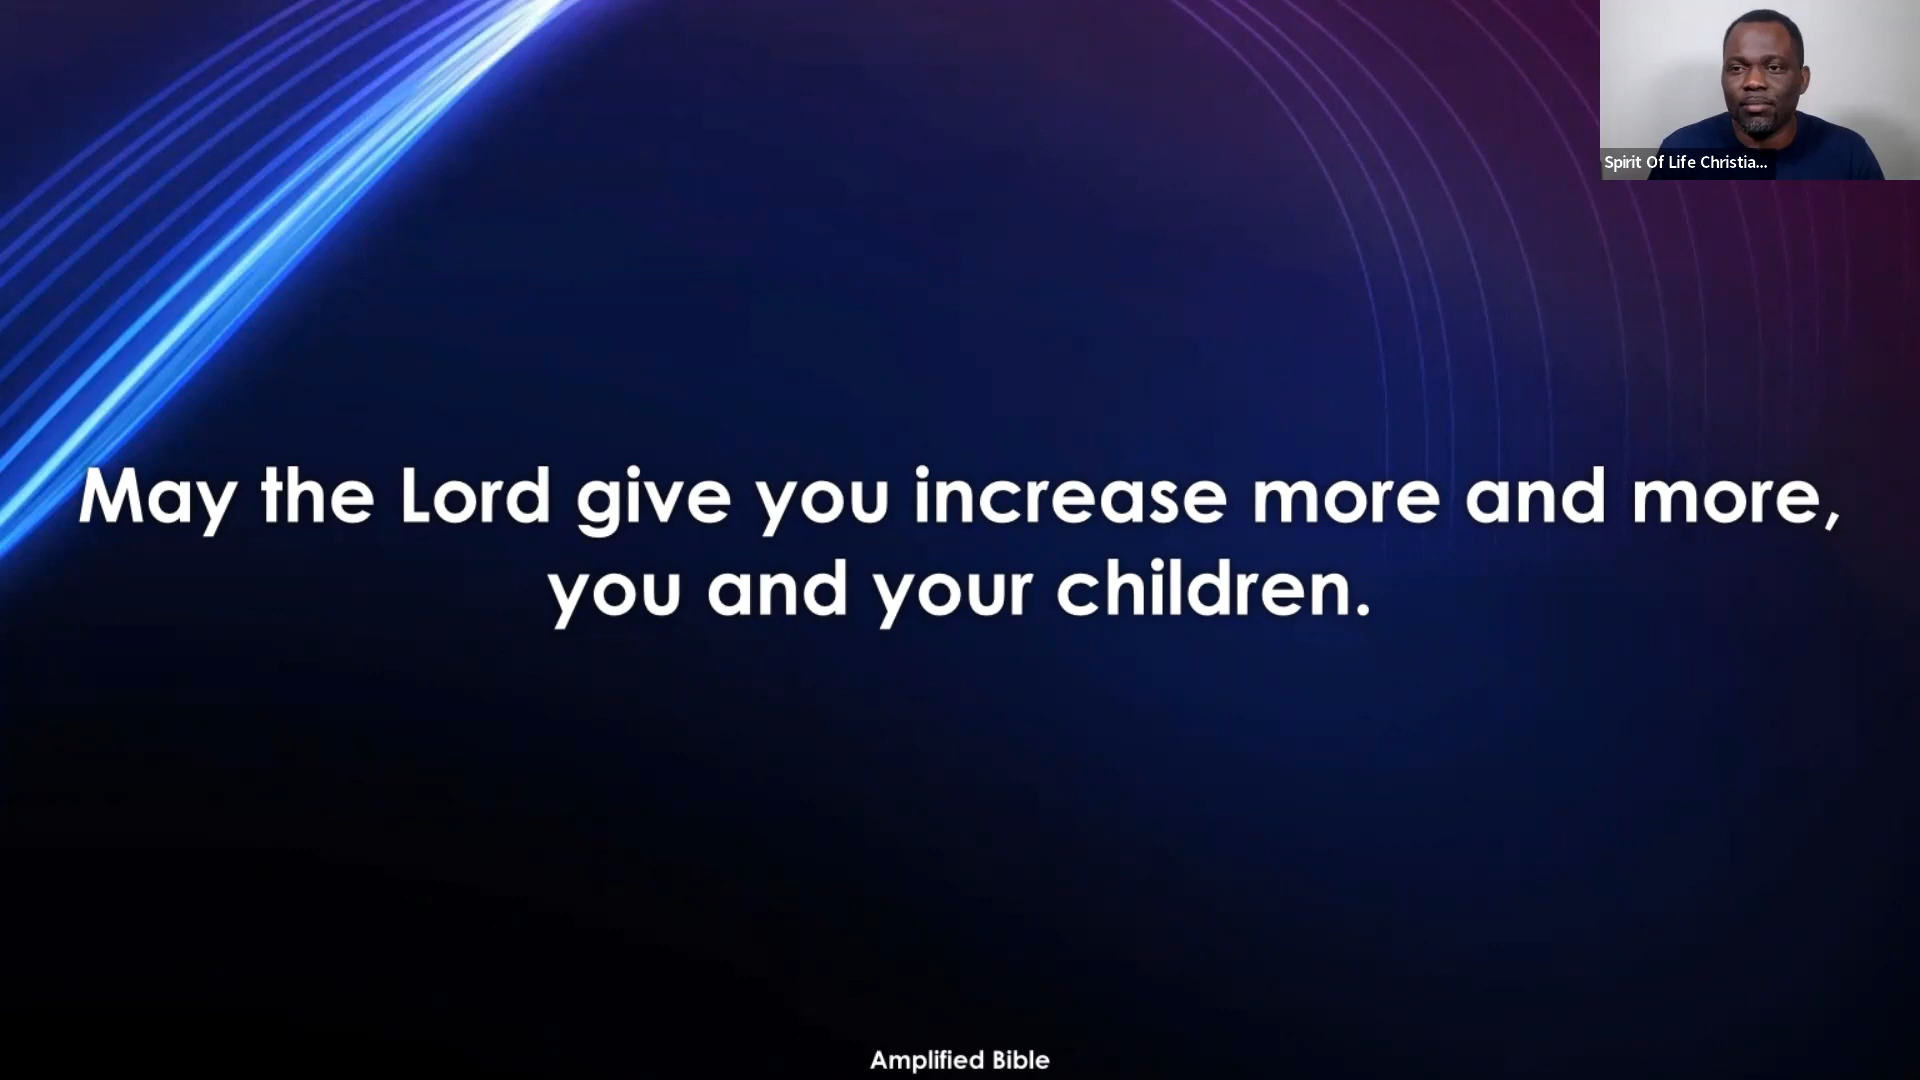 Spirit Of Life Christia...
May the Lord give you increase more and more,
you and your children.
Amplified Bible